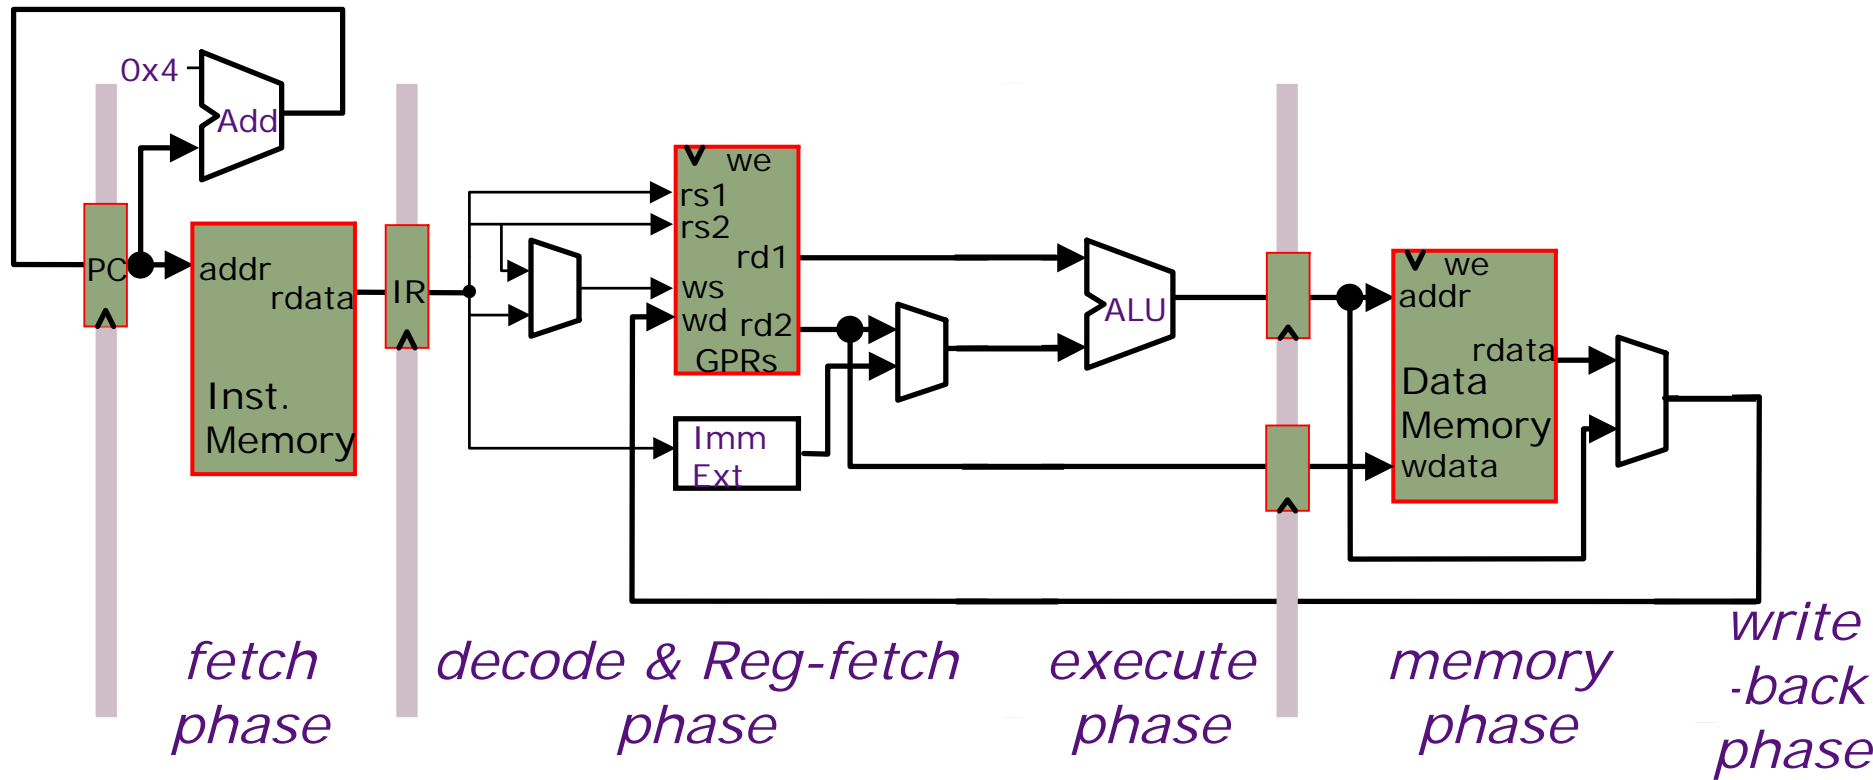 0x4
Add
PC
addr
rdata
Inst.
Memory
IR
we
rs1
rs2
rd1
ws
wd
rd2
GPRs
Imm
Ext
ALU
we
addr
rdata
Data
Memory
wdata
fetch
phase
decode & Reg-fetch
phase
execute
phase
memory
phase
write
-back
phase